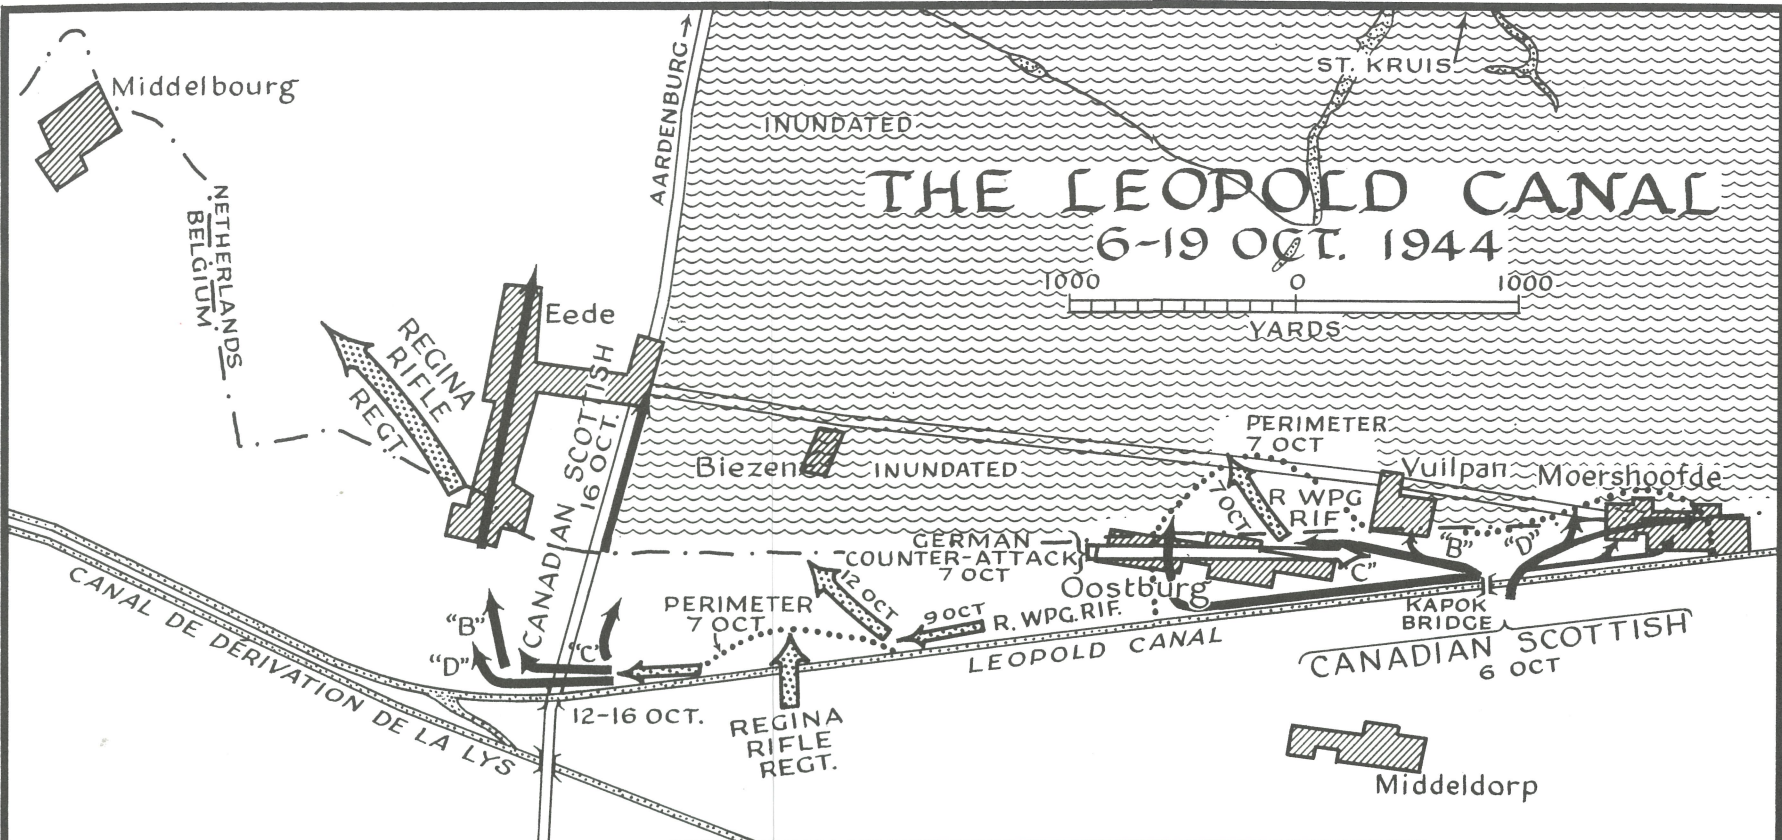 Middelbourg
AARDENBURG
ST. KRUIS
INUNDATED
THE LEOPOLD CANAL
6-19 OCT. 1944
1000 0 1000
YARDS
NETHERLANDS
BELGIUM
Eede
REGINA
RIFLE
REGT.
CANADIAN SCOTTISH
16 OCT.
Biezen
INUNDATED
PERIMETER
7 OCT
Vuilpan
Moershoofde
7 OCT
R WPG
RIF
"B"
"D"
GERMAN
COUNTER-ATTACK
7 OCT
"C"
Oostburg
KAPOK
BRIDGE
CANADIAN SCOTTISH
6 OCT
12 OCT
9 OCT
R. WPG. RIF.
PERIMETER
7 OCT
LEOPOLD CANAL
"B"
"D"
"C"
12-16 OCT.
CANAL DE DÉRIVATION DE LA LYS
REGINA
RIFLE
REGT.
Middeldorp